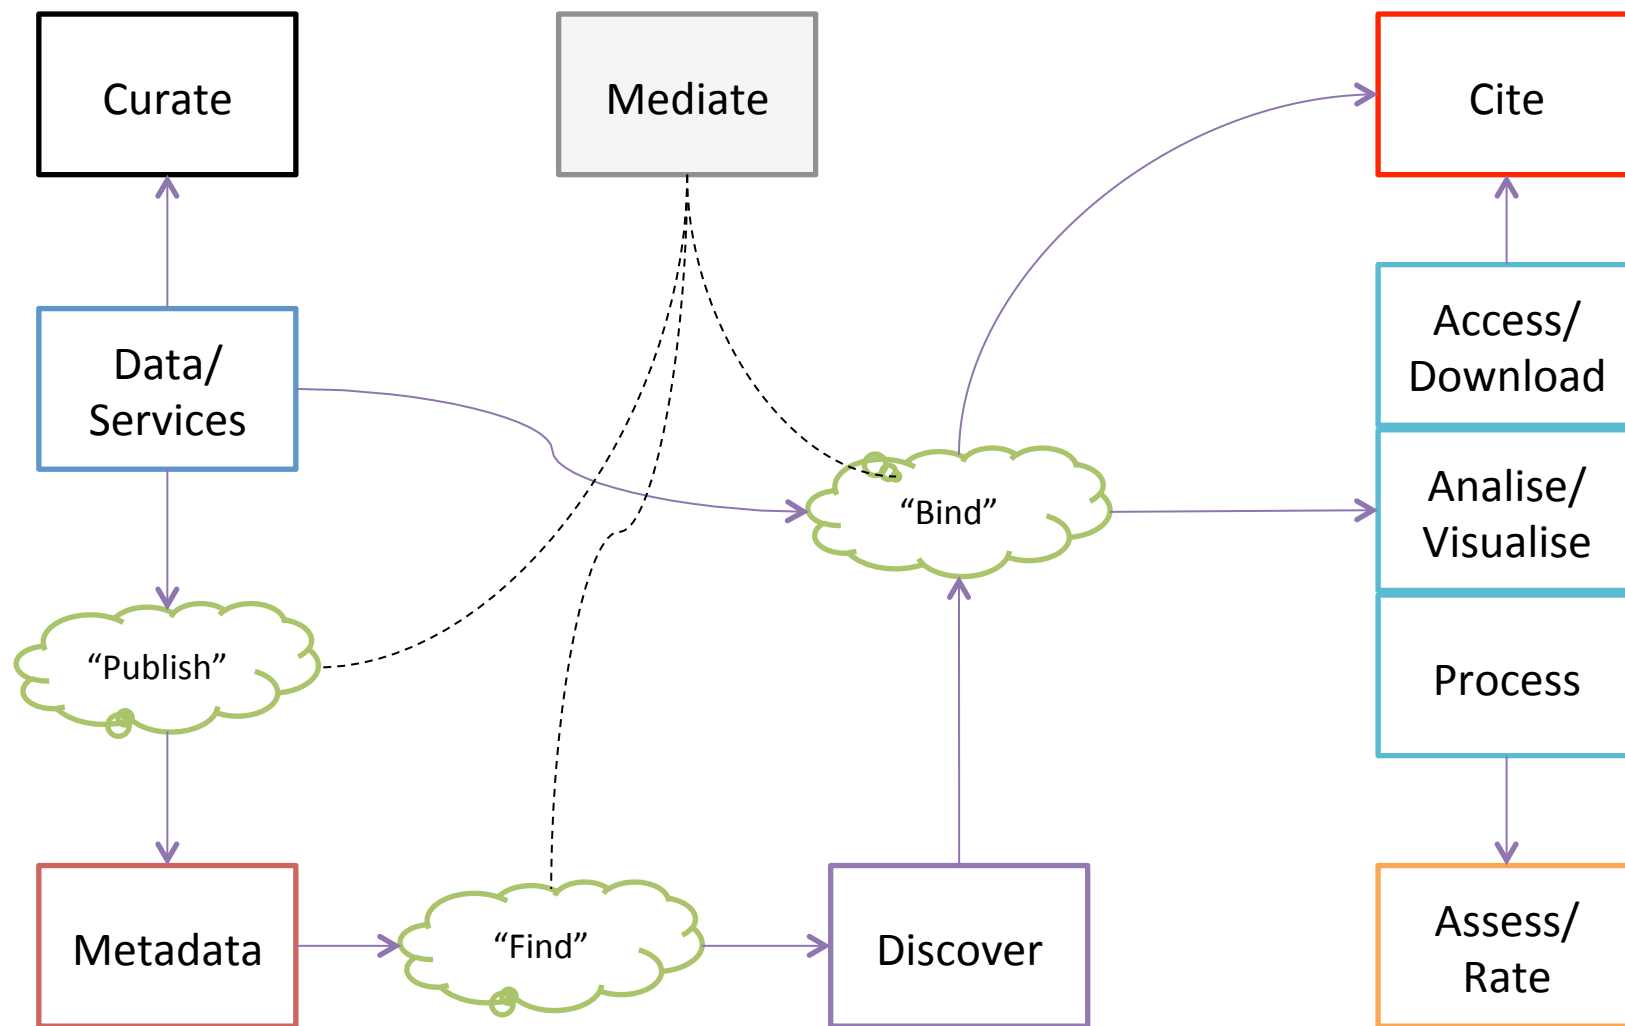 Curate
Mediate
Cite
Data/
Services
Access/
Download
“Bind”
Analise/
Visualise
“Publish”
Process
Metadata
“Find”
Discover
Assess/
Rate